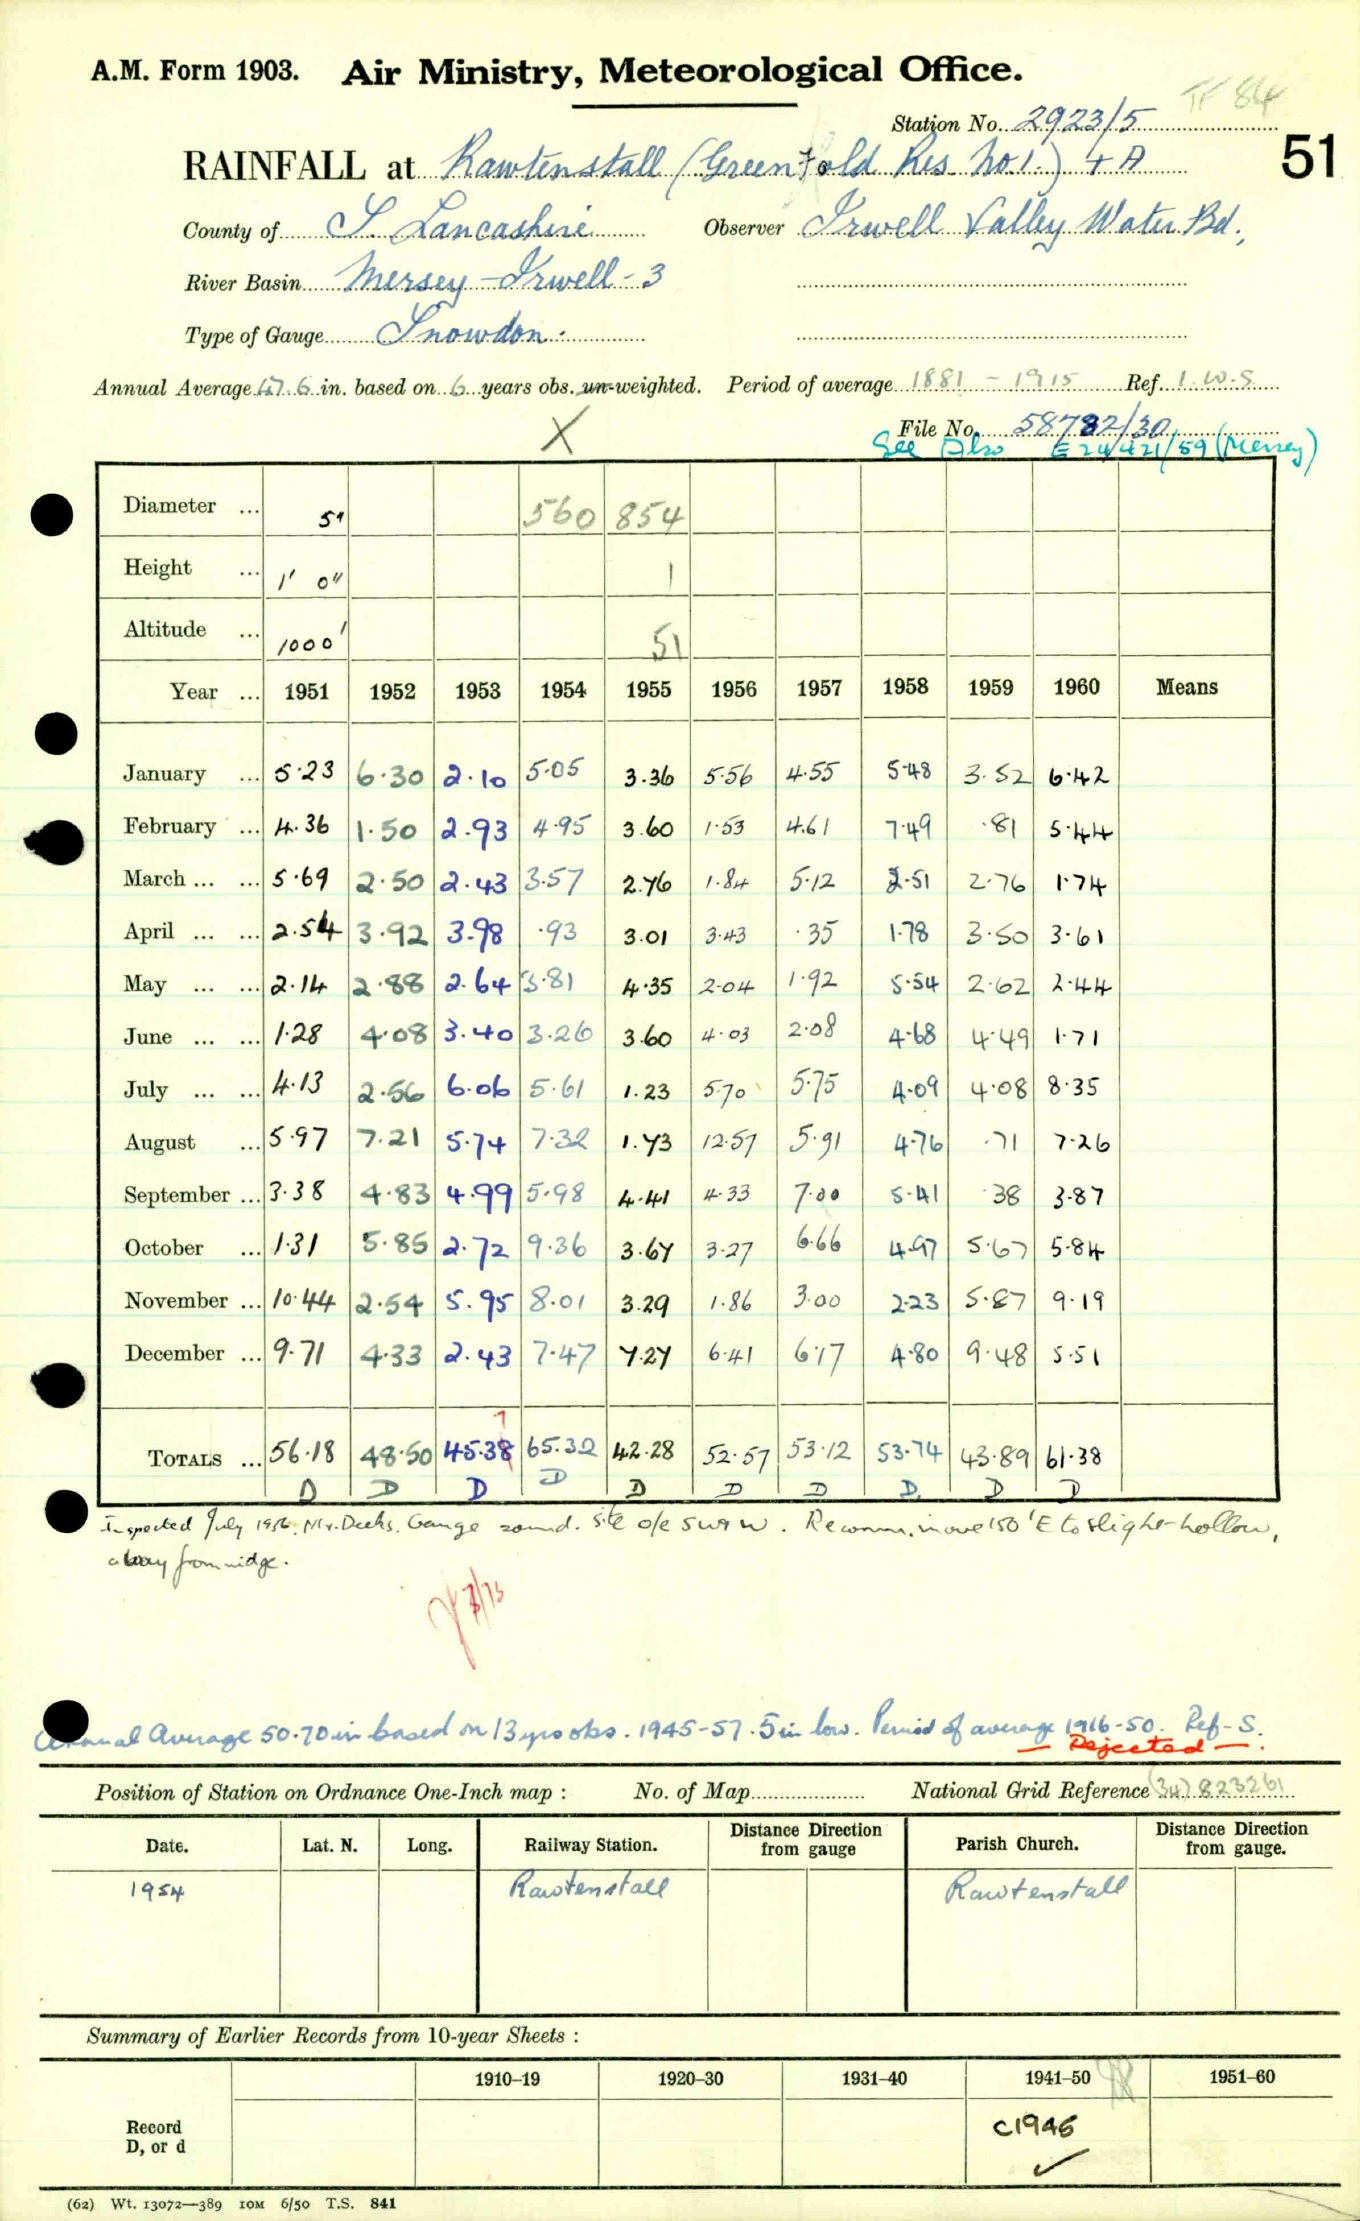 A.M. Form 1903. Air Ministry, Meteorological Office.
TF 84
Station No. 2923/5
RAINFALL at Rawtenstall (Greenfold Res. No 1.) + A 51
County of S. Lancashire Observer Irwell Valley Water Bd.
River Basin Mersey - Irwell - 3
Type of Gauge Snowdon.
Annual Average 47.6 in. based on 6 years obs. un-weighted. Period of average 1881 - 1915 Ref. I.W.S
X File No. 58782/30
See Also E 24421/59 (Mersey)
Diameter ... 5" 560 854
Height ... 1' 0" 1
Altitude ... 1000' 51
Year ... 1951 1952 1953 1954 1955 1956 1957 1958 1959 1960 Means
January ... 5.23 6.30 2.10 5.05 3.36 5.56 4.55 5.48 3.52 6.42
February ... 4.36 1.50 2.93 4.95 3.60 1.53 4.61 7.49 .81 5.44
March ... ... 5.69 2.50 2.43 3.57 2.76 1.84 5.12 2.51 2.76 1.74
April ... ... 2.54 3.92 3.98 .93 3.01 3.43 .35 1.78 3.50 3.61
May ... ... 2.14 2.88 2.64 3.81 4.35 2.04 1.92 5.54 2.62 2.44
June ... ... 1.28 4.08 3.40 3.26 3.60 4.03 2.08 4.68 4.49 1.71
July ... ... 4.13 2.56 6.06 5.61 1.23 5.70 5.75 4.09 4.08 8.35
August ... 5.97 7.21 5.74 7.32 1.73 12.57 5.91 4.76 .71 7.26
September ... 3.38 4.83 4.99 5.98 4.41 4.33 7.00 5.41 .38 3.87
October ... 1.31 5.85 2.72 9.36 3.67 3.27 6.66 4.97 5.67 5.84
November ... 10.44 2.54 5.95 8.01 3.29 1.86 3.00 2.23 5.87 9.19
December ... 9.71 4.33 2.43 7.47 7.27 6.41 6.17 4.80 9.48 5.51
7
TOTALS ... 56.18 48.50 45.38 65.32 42.28 52.57 53.12 53.74 43.89 61.38
D D D D D D D D D D
Inspected July 1956 Mr. Deeks. Gauge sound. Site o/e SW & W. Recomm. move 150' E to slight hollow,
away from ridge.
8/73
Annual Average 50.70 in based on 13 yrs obs. 1945-57. 5 in low. Period of average 1916-50. Ref- S.
— Rejected —.
Position of Station on Ordnance One-Inch map : No. of Map National Grid Reference (34) 823261
Date. Lat. N. Long. Railway Station. Distance from Direction gauge Parish Church. Distance from Direction gauge.
1954 Rawtenstall Rawtenstall
Summary of Earlier Records from 10-year Sheets :
1910–19 1920–30 1931–40 1941–50 1951–60
Record D, or d c1946 ✓
(62) Wt. 13072—389 10M 6/50 T.S. 841